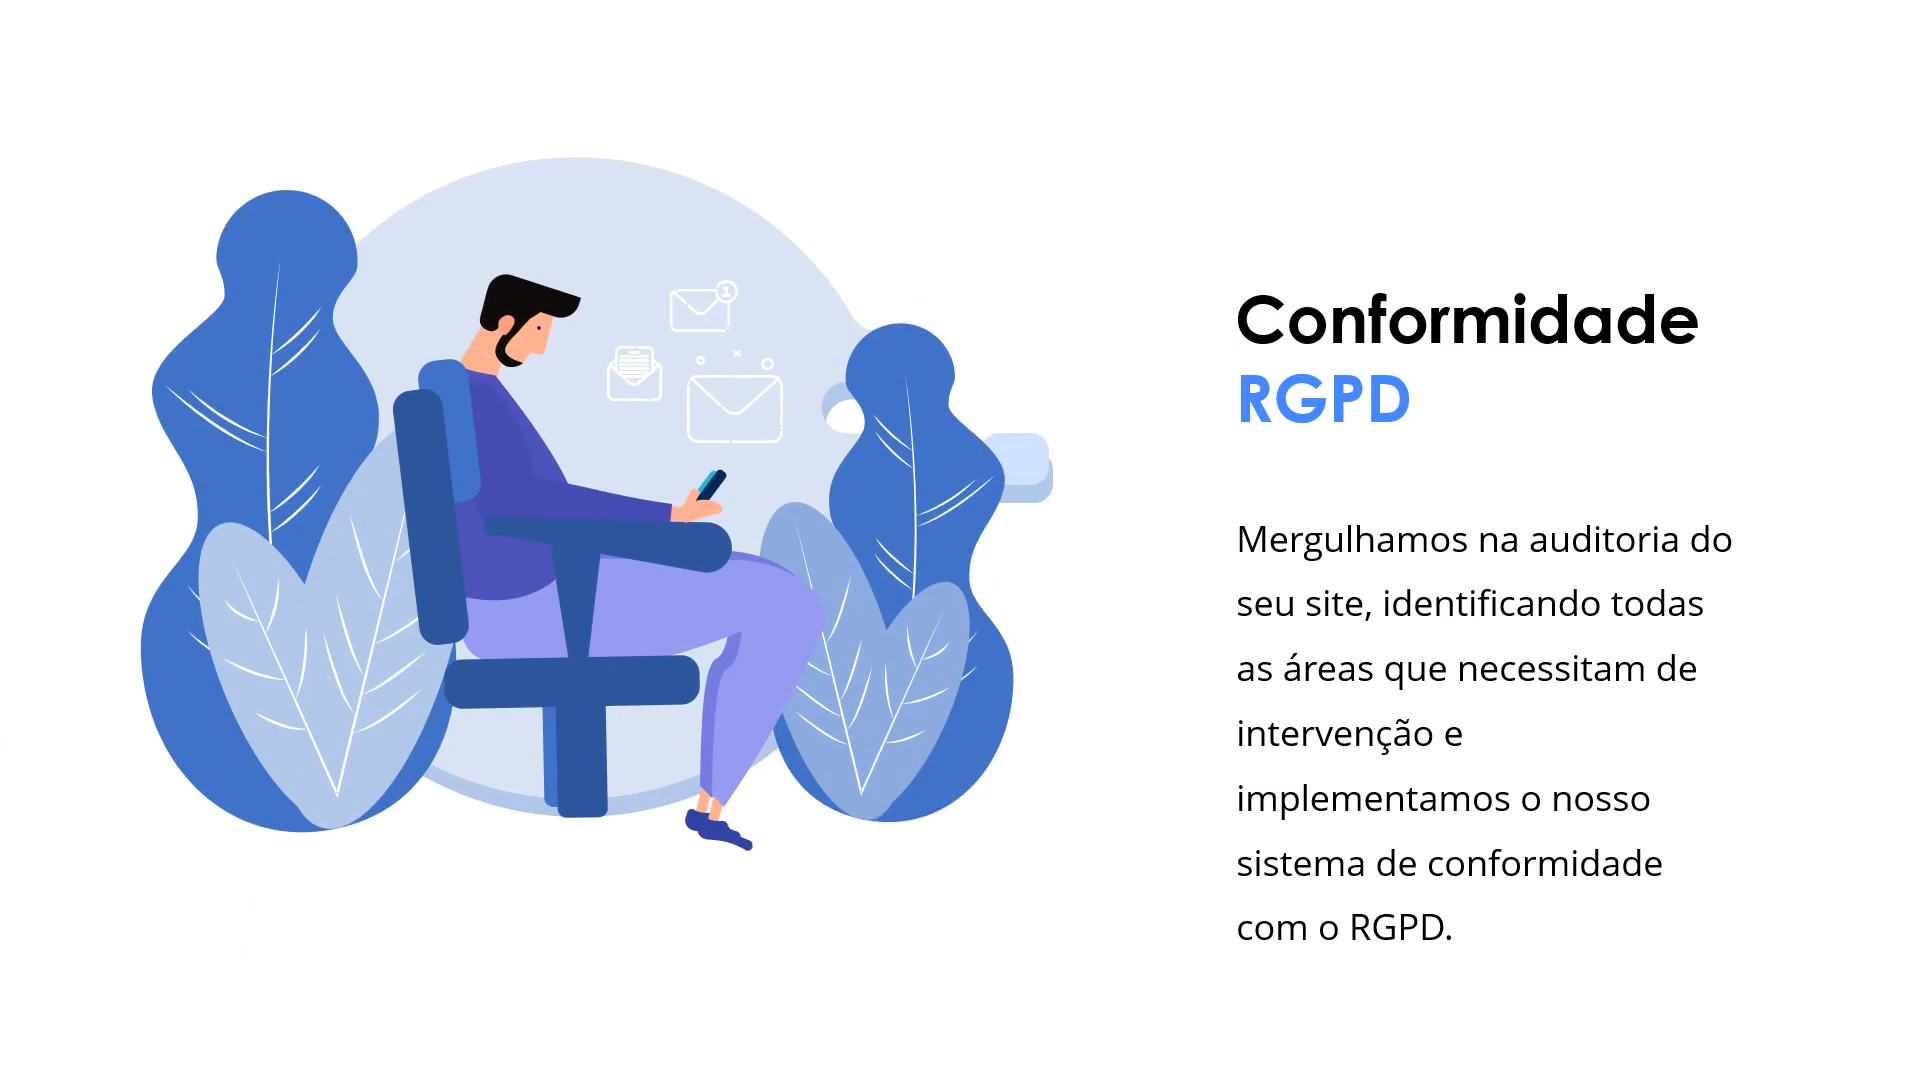 1
Conformidade
RGPD
Mergulhamos na auditoria do
seu site, identificando todas
as áreas que necessitam de
intervenção e
implementamos o nosso
sistema de conformidade
com o RGPD.